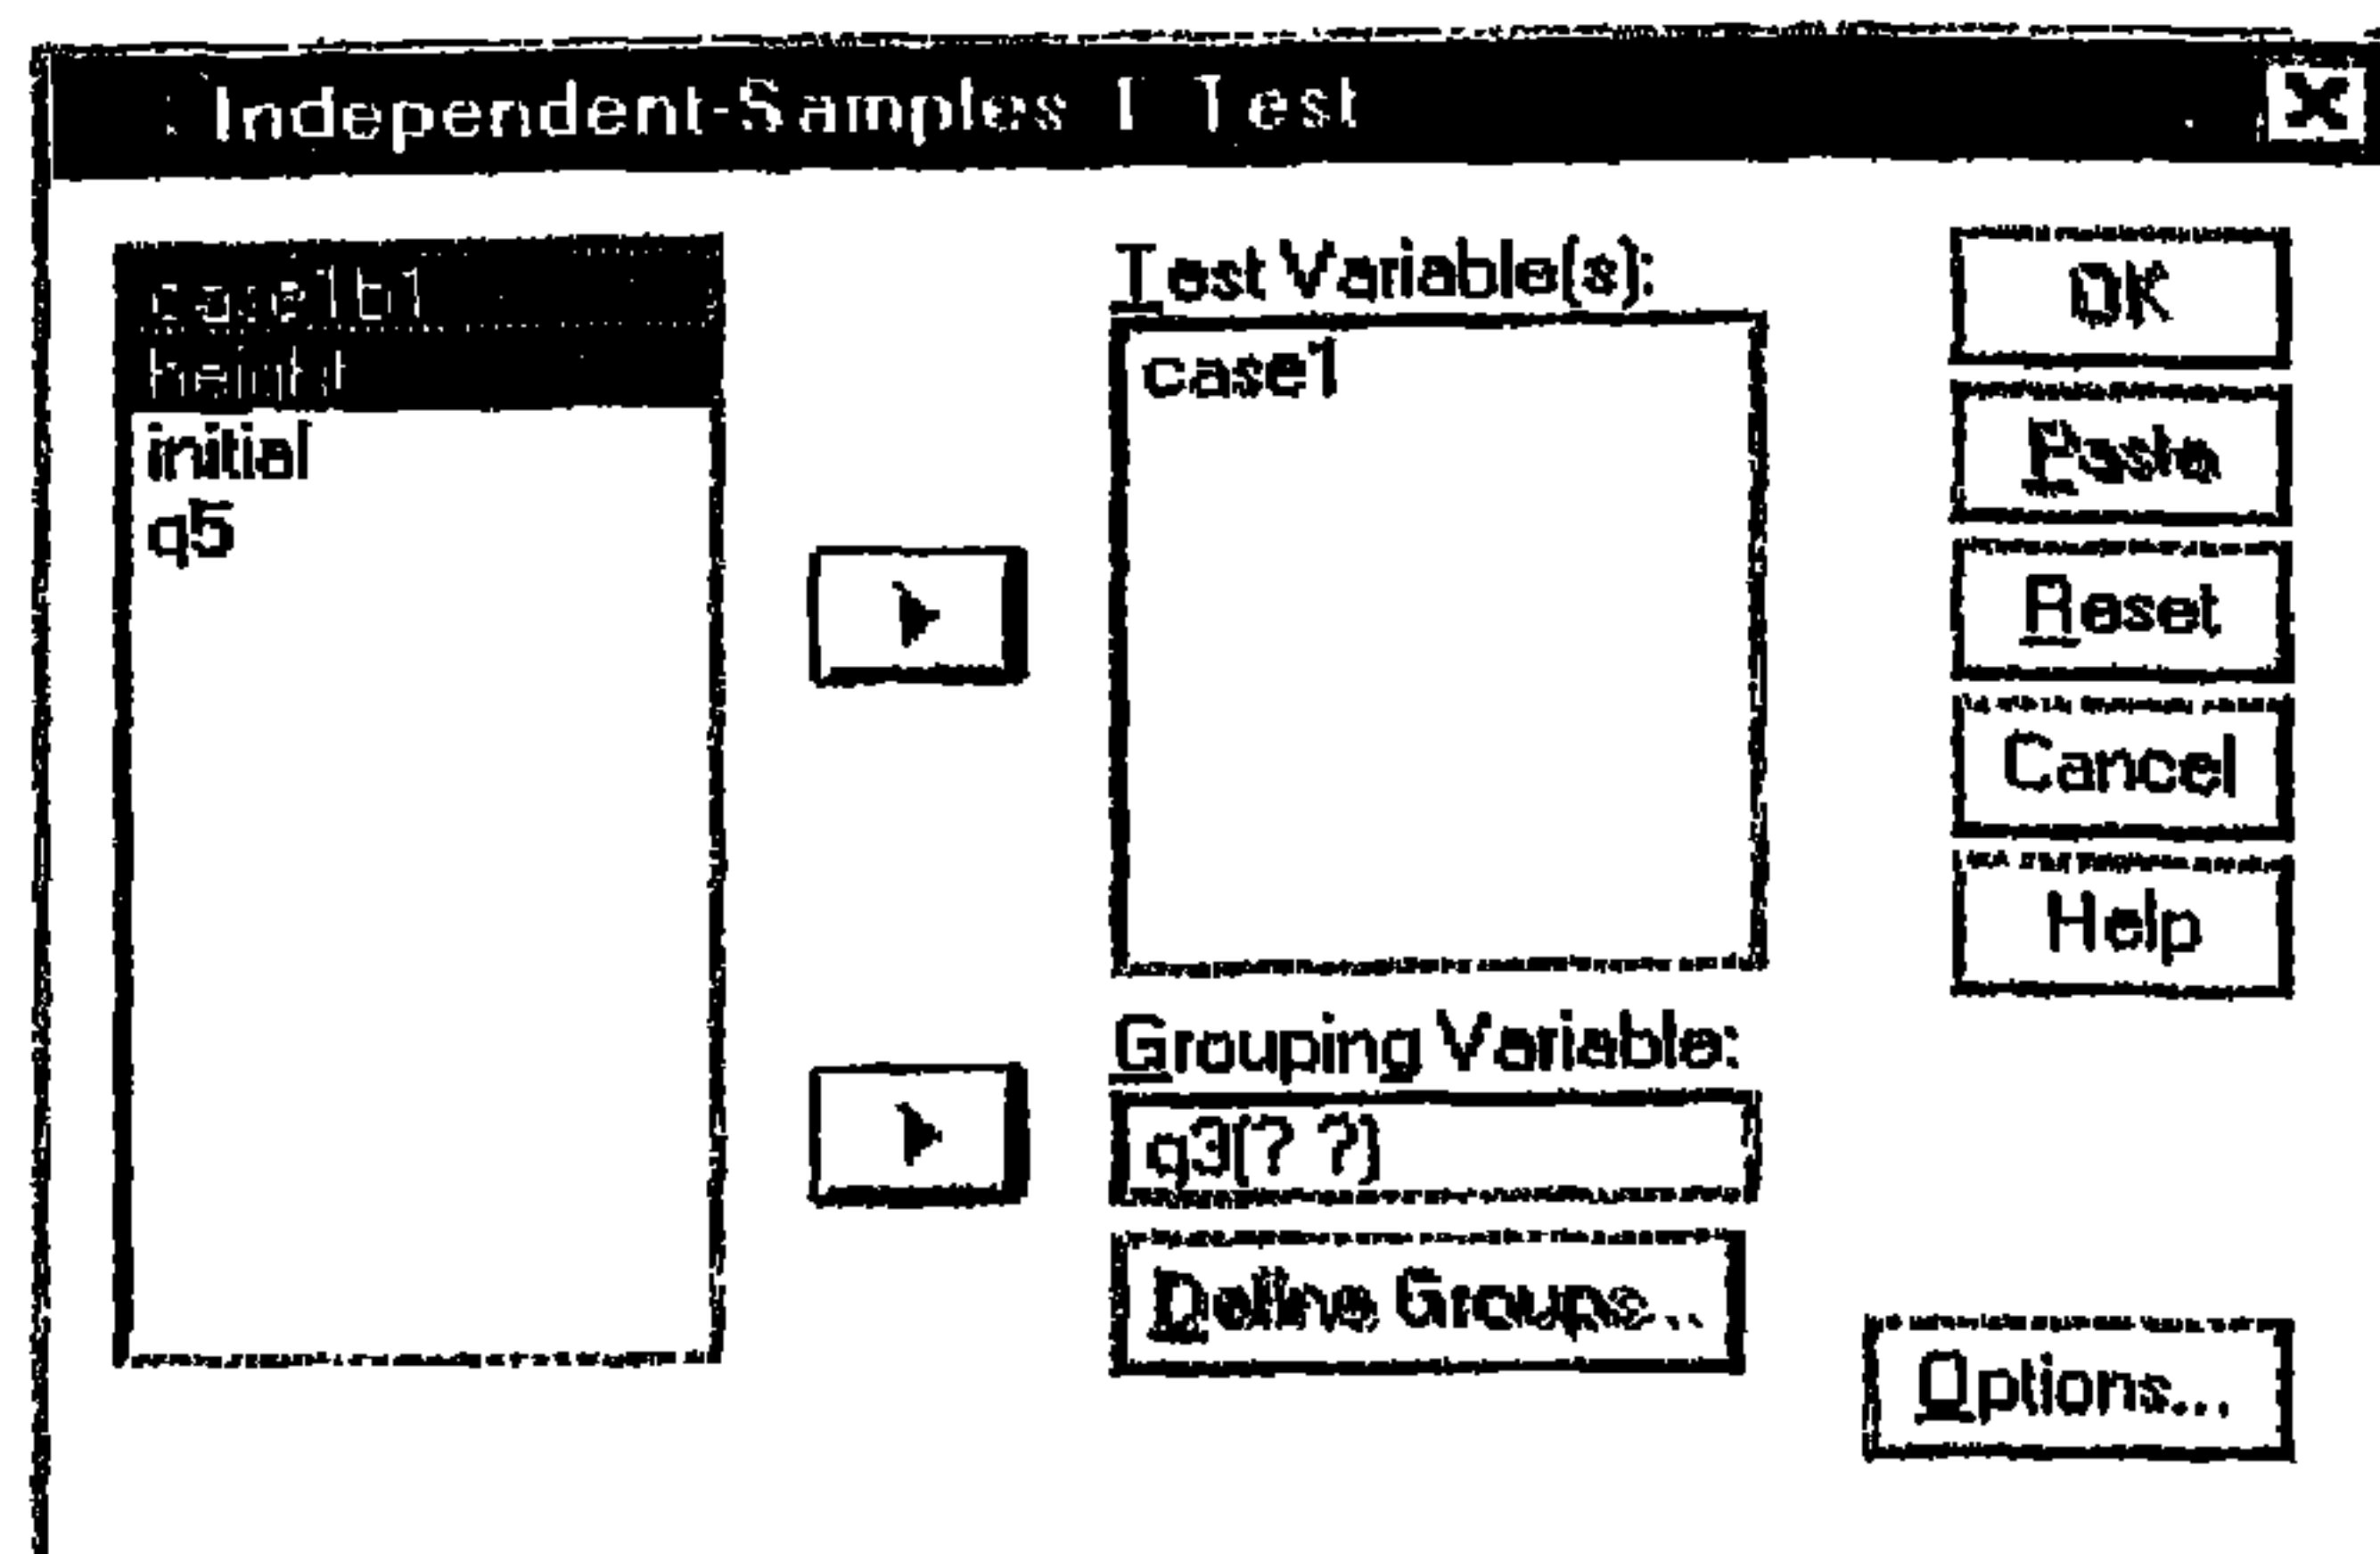 Independent-Samples T Test
initial
q5
Test Variable(s):
case1
Grouping Variable:
q3(? ?)
Define Groups...
OK
Paste
Reset
Cancel
Help
Options...